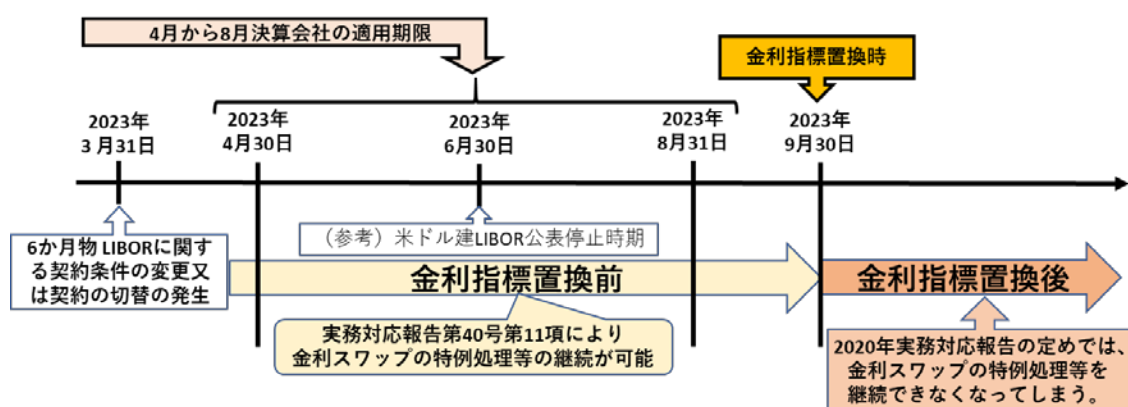 4月から8月決算会社の適用期限
金利指標置換時
2023年
3月31日
2023年
4月30日
2023年
6月30日
2023年
8月31日
2023年
9月30日
6か月物 LIBORに関す
る契約条件の変更又
は契約の切替の発生
（参考）米ドル建LIBOR公表停止時期
金利指標置換前
金利指標置換後
実務対応報告第40号第11項により
金利スワップの特例処理等の継続が可能
2020年実務対応報告の定めでは、
金利スワップの特例処理等を
継続できなくなってしまう。